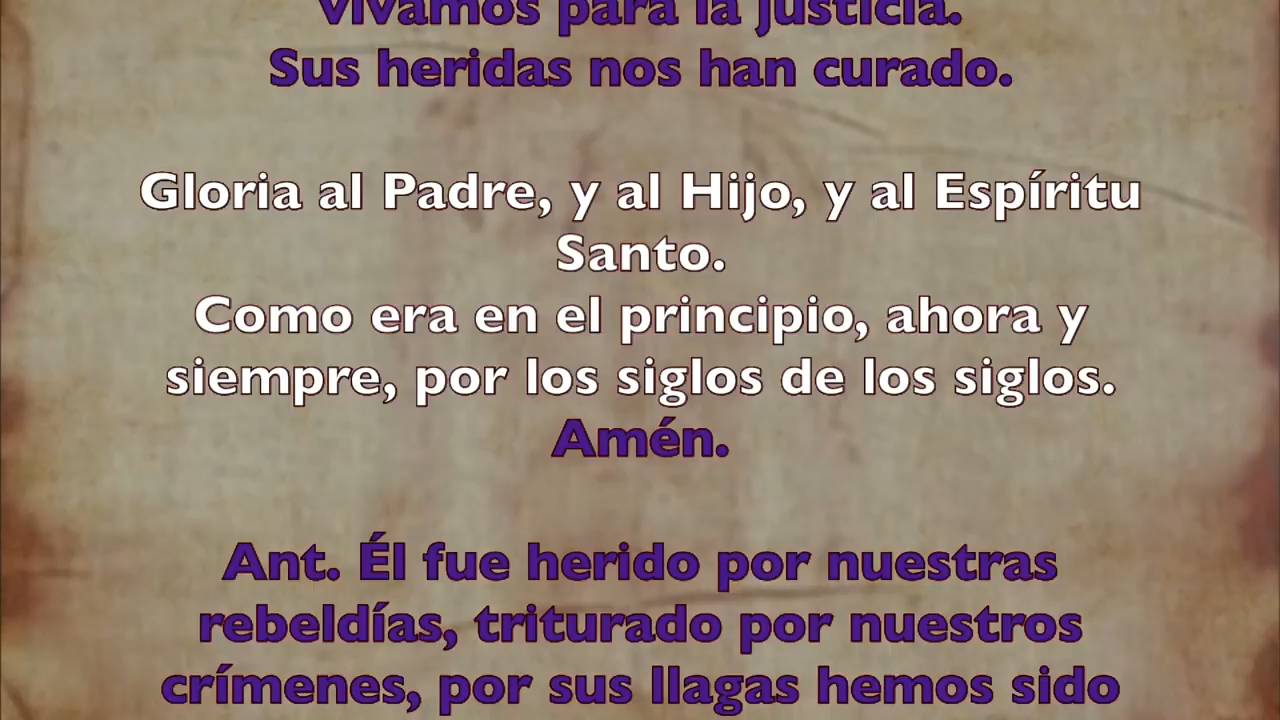 vivamos para la justicia.
Sus heridas nos han curado.
Gloria al Padre, y al Hijo, y al Espíritu
Santo.
Como era en el principio, ahora y
siempre, por los siglos de los siglos.
Amén.
Ant. Él fue herido por nuestras
rebeldías, triturado por nuestros
crímenes, por sus llagas hemos sido